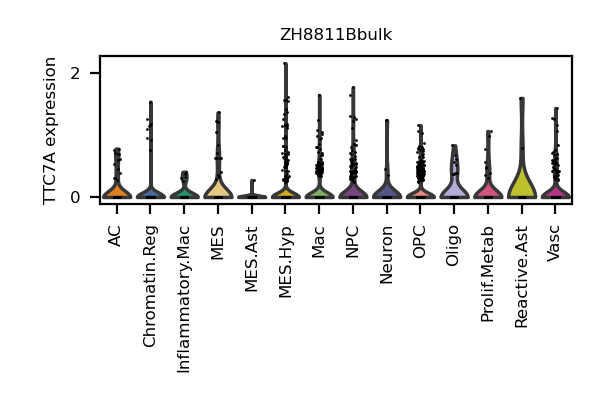 ZH8811Bbulk
TTC7A expression
2
0
AC
Chromatin.Reg
Inflammatory.Mac
MES
MES.Ast
MES.Hyp
Mac
NPC
Neuron
OPC
Oligo
Prolif.Metab
Reactive.Ast
Vasc